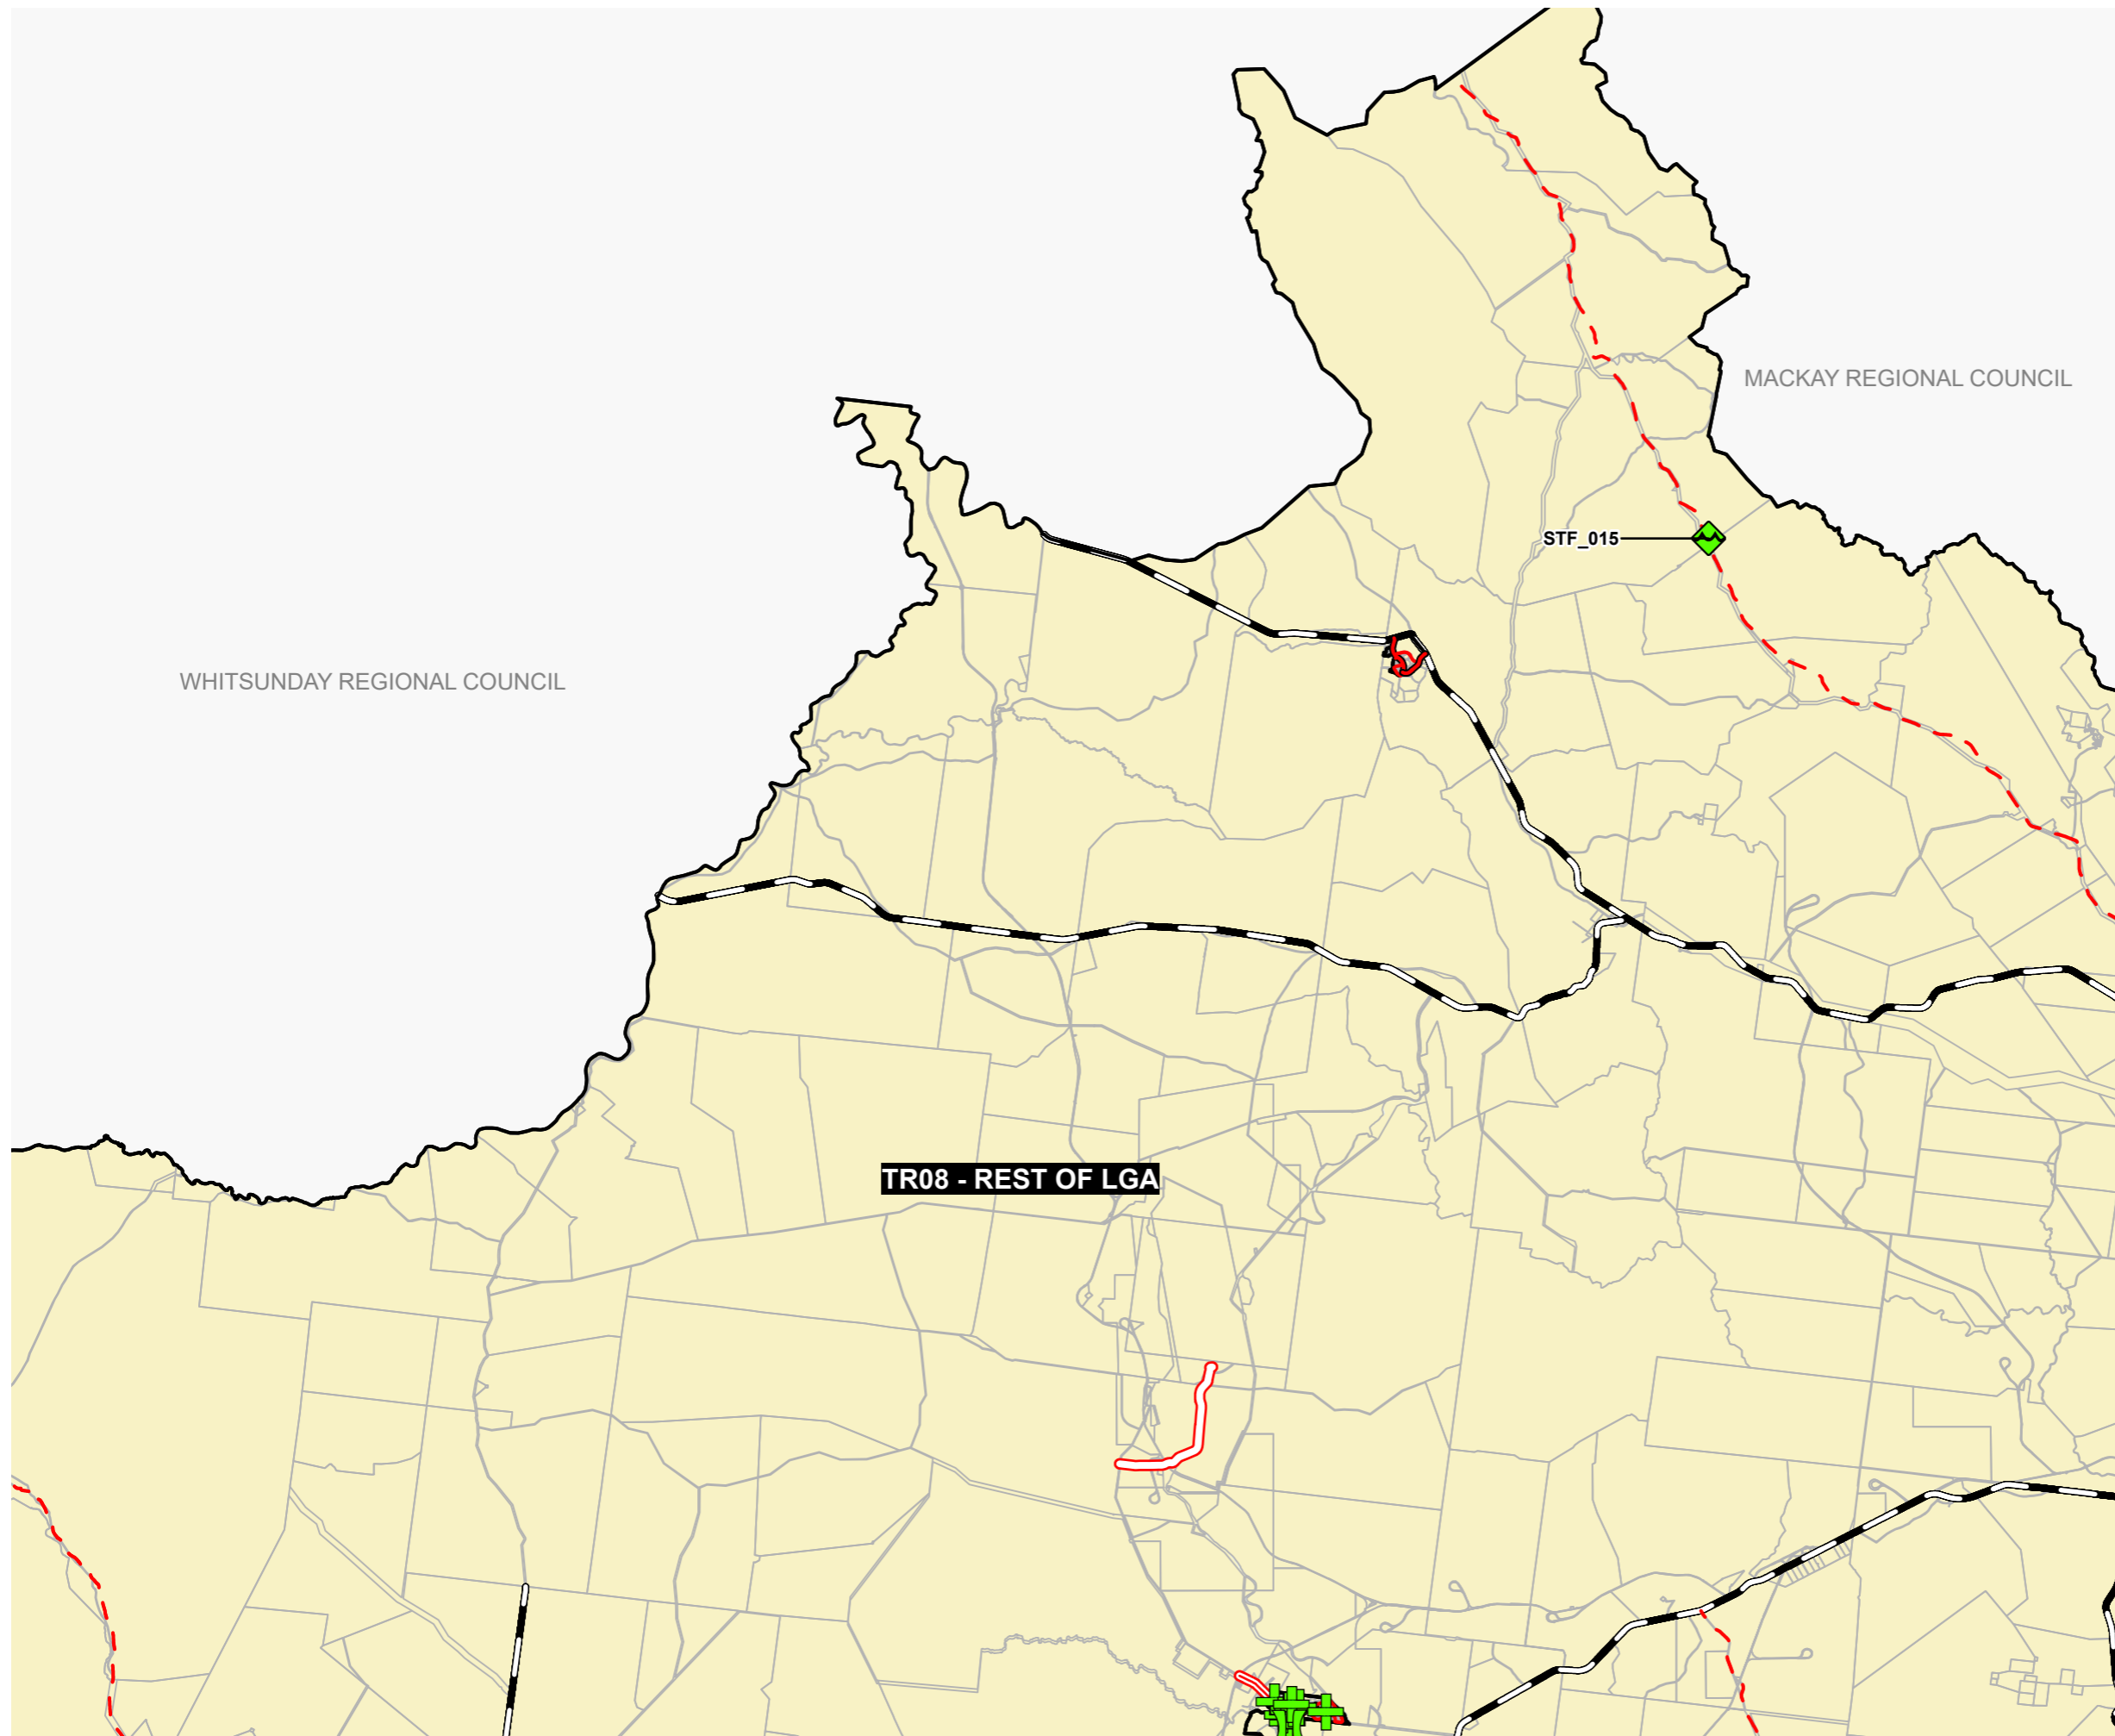 MACKAY REGIONAL COUNCIL
STF_015
WHITSUNDAY REGIONAL COUNCIL
TR08 - REST OF LGA